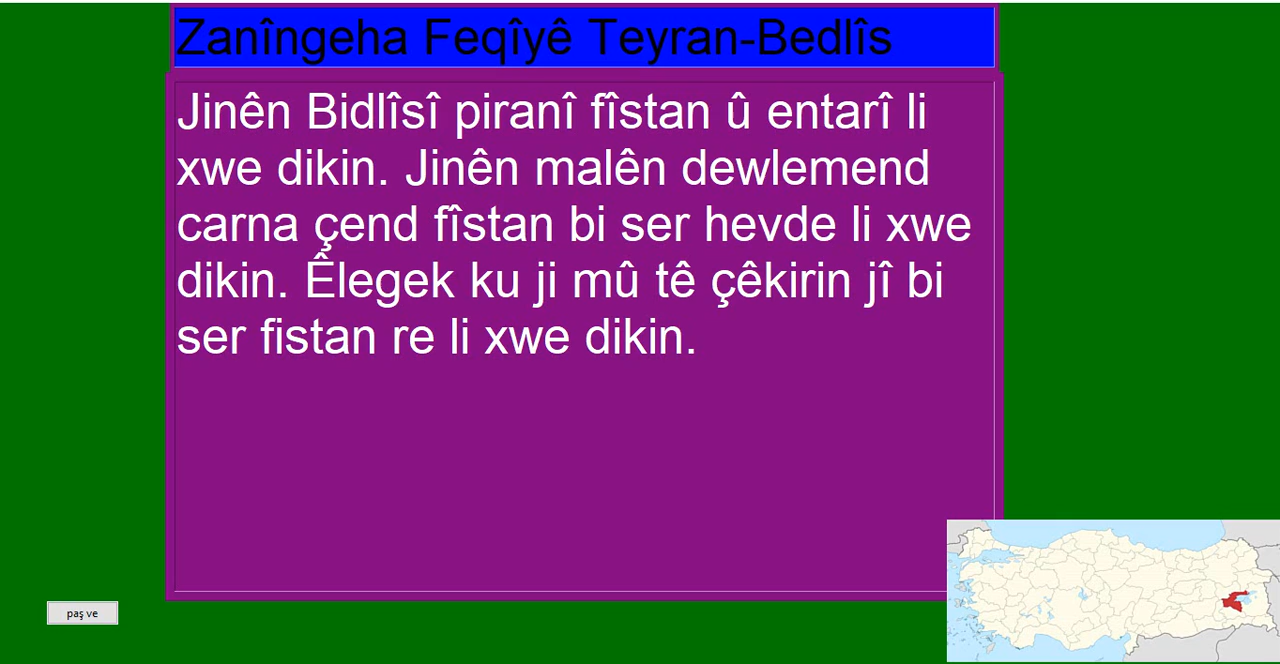 Zanîngeha Feqîyê Teyran-Bedlîs
Jinên Bidlîsî piranî fîstan û entarî li
xwe dikin. Jinên malên dewlemend
carna çend fîstan bi ser hevde li xwe
dikin. Êlegek ku ji mû tê çêkirin jî bi
ser fistan re li xwe dikin.
paş ve